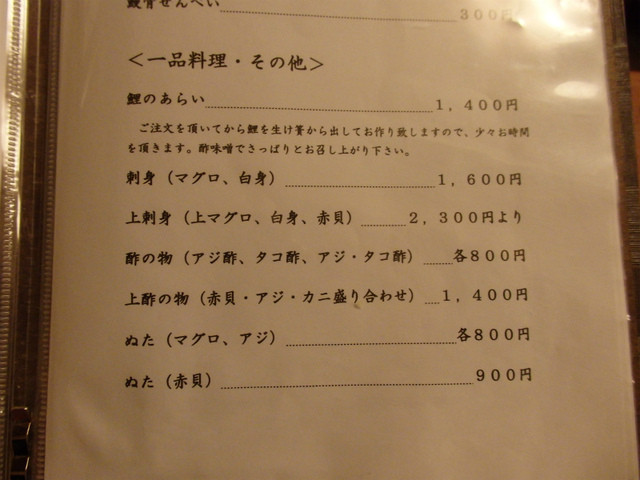 鰻骨せんべい 300円
＜一品料理・その他＞
鯉のあらい 1,400円
ご注文を頂いてから鯉を生け簀から出してお作り致しますので、少々お時間
を頂きます。酢味噌でさっぱりとお召し上がり下さい。
刺身（マグロ、白身） 1,600円
上刺身（上マグロ、白身、赤貝） 2,300円より
酢の物（アジ酢、タコ酢、アジ・タコ酢） 各800円
上酢の物（赤貝・アジ・カニ盛り合わせ） 1,400円
ぬた（マグロ、アジ） 各800円
ぬた（赤貝） 900円